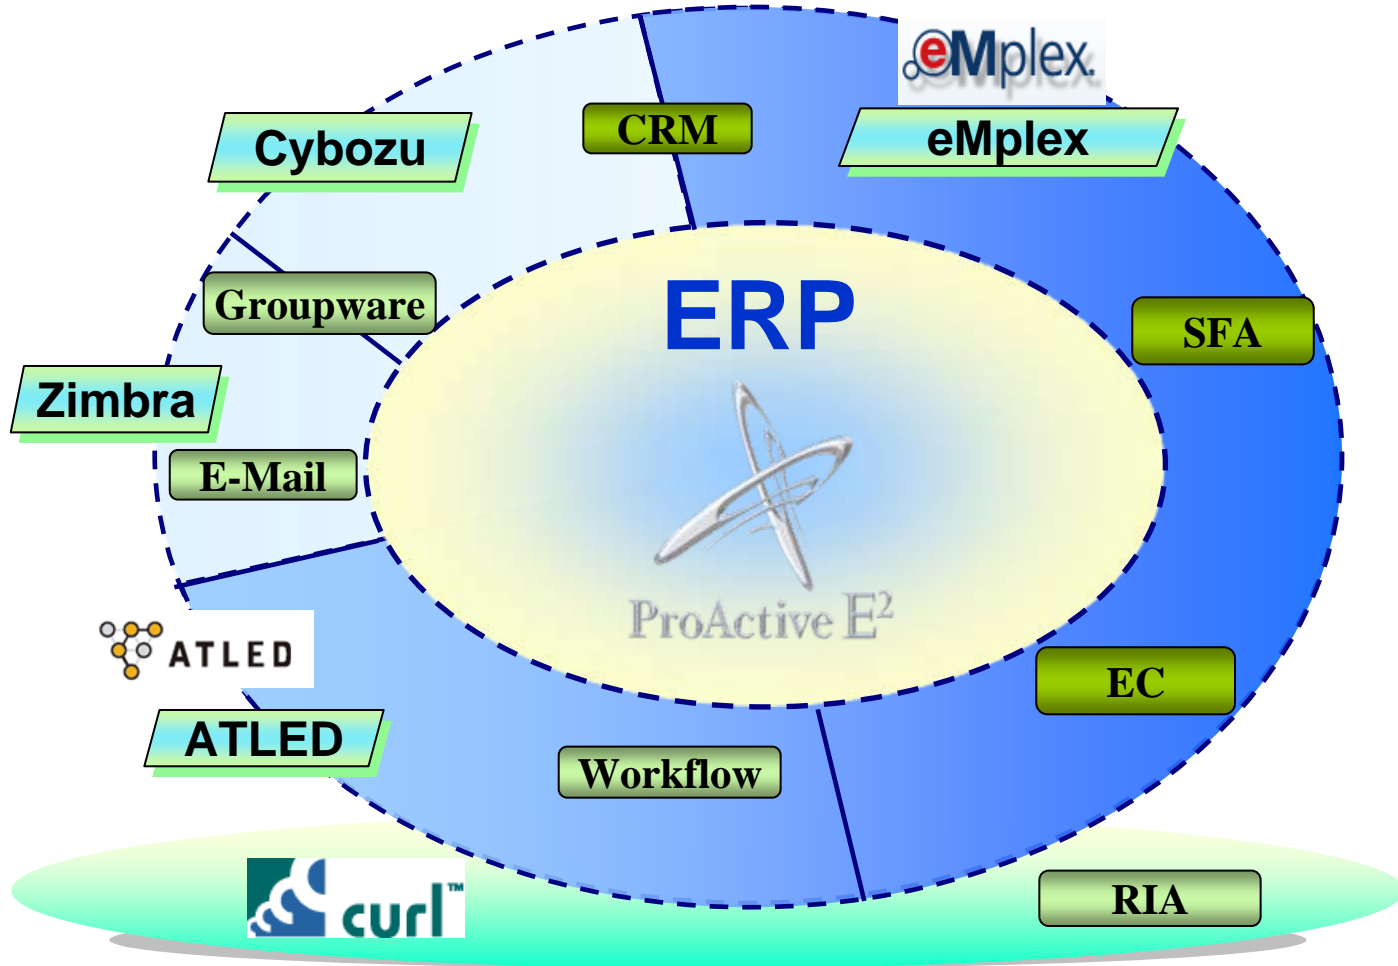 eMplex.
CRM
eMplex
Cybozu
Groupware
ERP
SFA
Zimbra
E-Mail
ProActive E²
ATLED
EC
ATLED
Workflow
curl™
RIA